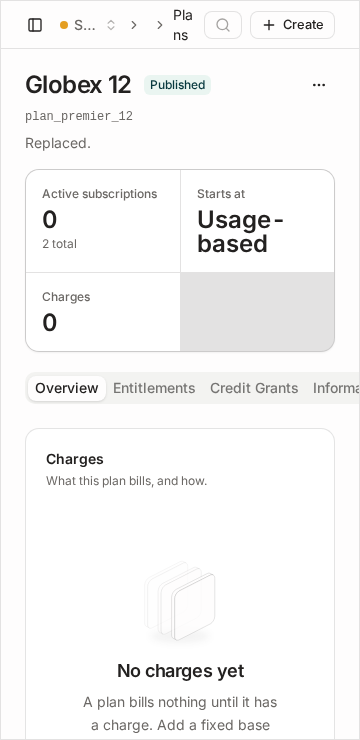 S...
Pla
ns
Create
Globex 12
Published
plan_premier_12
Replaced.
Active subscriptions
0
2 total
Starts at
Usage-
based
Charges
0
Overview
Entitlements
Credit Grants
Informa
Charges
What this plan bills, and how.
No charges yet
A plan bills nothing until it has
a charge. Add a fixed base